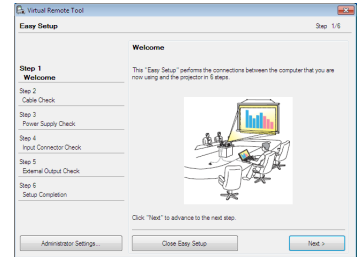 Virtual Remote Tool
Easy Setup
Step 1/6
Welcome
Step 1
Welcome
Step 2
Cable Check
Step 3
Power Supply Check
Step 4
Input Connector Check
Step 5
External Output Check
Step 6
Setup Completion
This "Easy Setup" performs the connections between the computer that you are
now using and the projector in 6 steps.
Click "Next" to advance to the next step.
Administrator Settings...
Close Easy Setup
Next >